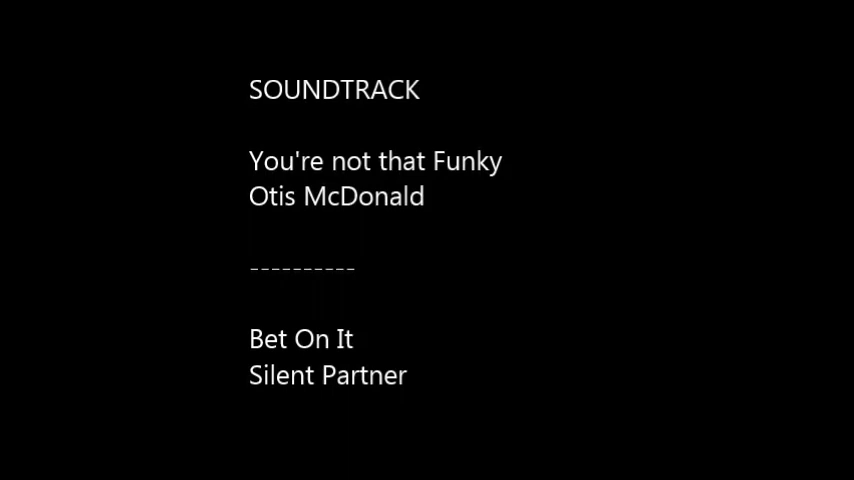 SOUNDTRACK
You're not that Funky
Otis McDonald
----------
Bet On It
Silent Partner